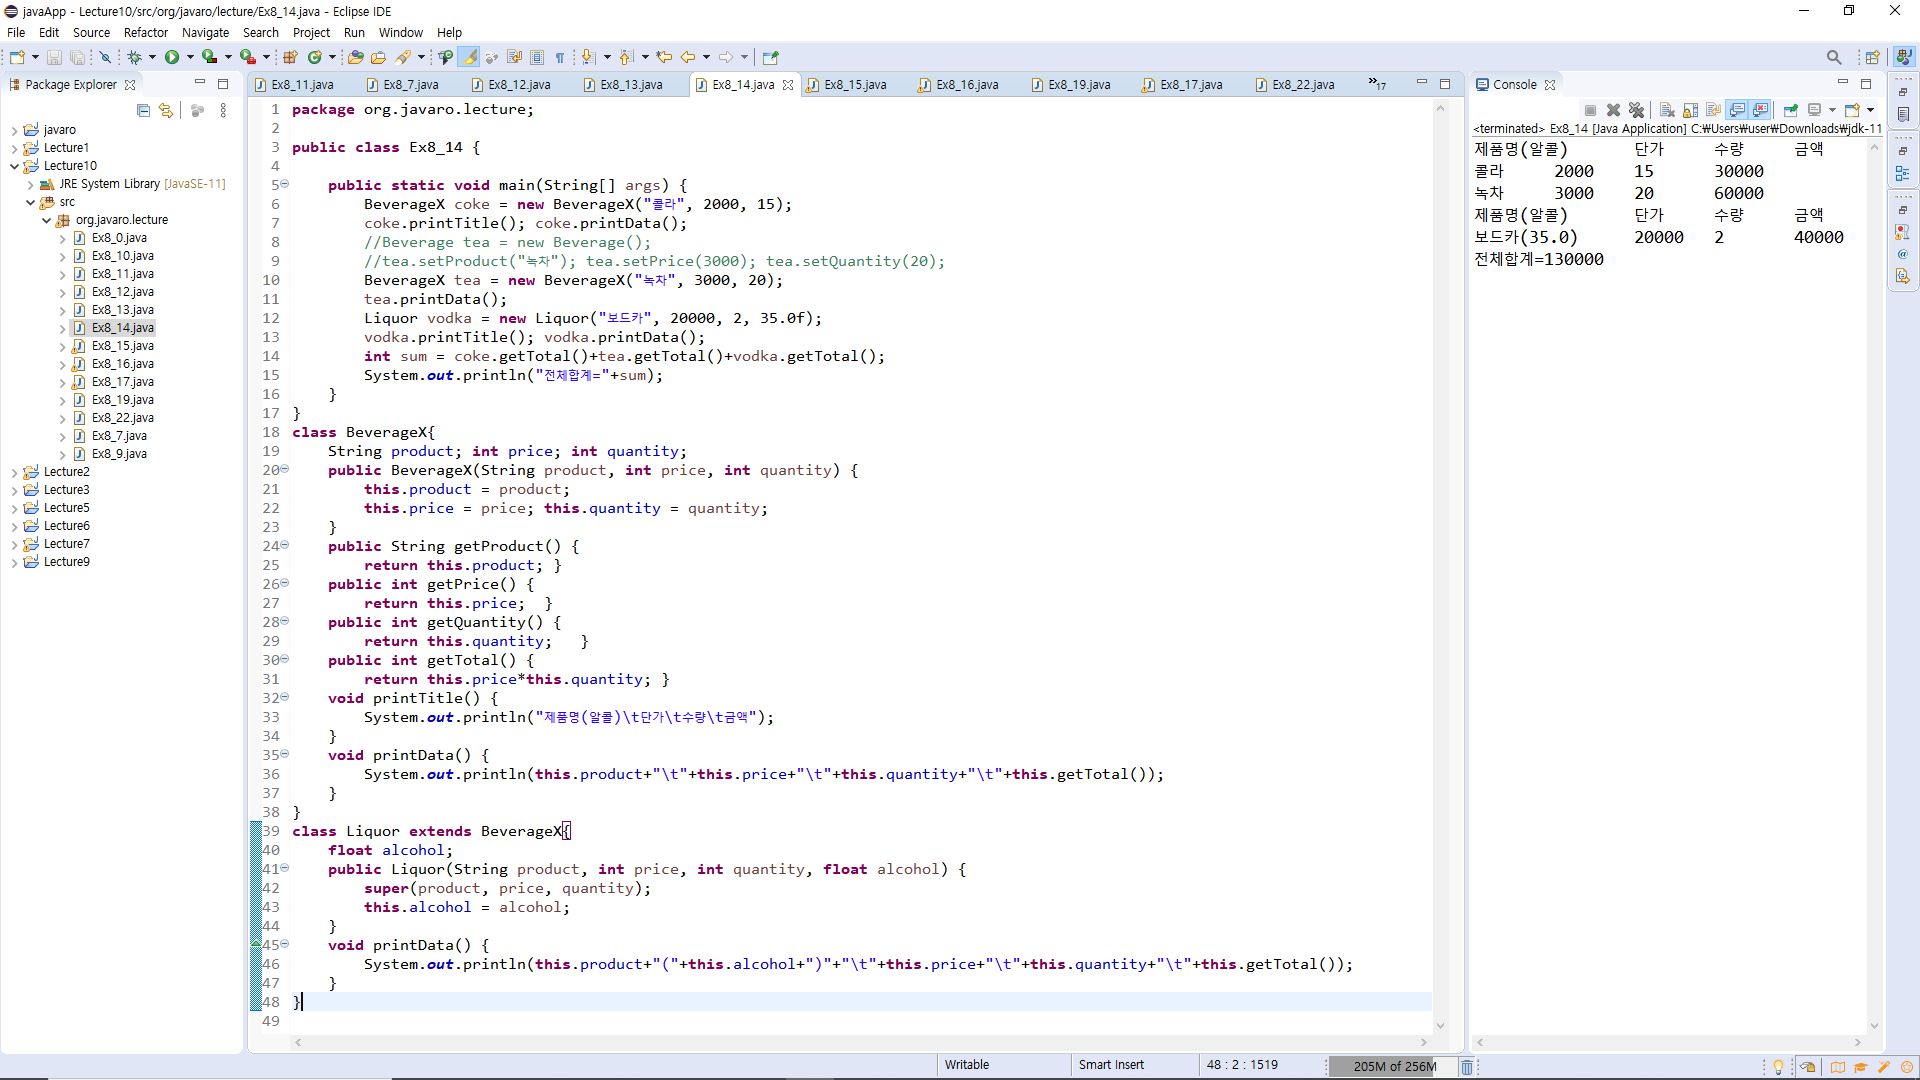 javaApp - Lecture10/src/org/javaro/lecture/Ex8_14.java - Eclipse IDE
File Edit Source Refactor Navigate Search Project Run Window Help
Package Explorer
javaro
Lecture1
Lecture10
JRE System Library [JavaSE-11]
src
org.javaro.lecture
Ex8_0.java
Ex8_10.java
Ex8_11.java
Ex8_12.java
Ex8_13.java
Ex8_14.java
Ex8_15.java
Ex8_16.java
Ex8_17.java
Ex8_19.java
Ex8_22.java
Ex8_7.java
Ex8_9.java
Lecture2
Lecture3
Lecture5
Lecture6
Lecture7
Lecture9
Ex8_11.java Ex8_7.java Ex8_12.java Ex8_13.java Ex8_14.java Ex8_15.java Ex8_16.java Ex8_19.java Ex8_17.java Ex8_22.java »17
1 package org.javaro.lecture;
2
3 public class Ex8_14 {
4
5     public static void main(String[] args) {
6         BeverageX coke = new BeverageX("콜라", 2000, 15);
7         coke.printTitle(); coke.printData();
8         //Beverage tea = new Beverage();
9         //tea.setProduct("녹차"); tea.setPrice(3000); tea.setQuantity(20);
10         BeverageX tea = new BeverageX("녹차", 3000, 20);
11         tea.printData();
12         Liquor vodka = new Liquor("보드카", 20000, 2, 35.0f);
13         vodka.printTitle(); vodka.printData();
14         int sum = coke.getTotal()+tea.getTotal()+vodka.getTotal();
15         System.out.println("전체합계="+sum);
16     }
17 }
18 class BeverageX{
19     String product; int price; int quantity;
20     public BeverageX(String product, int price, int quantity) {
21         this.product = product;
22         this.price = price; this.quantity = quantity;
23     }
24     public String getProduct() {
25         return this.product; }
26     public int getPrice() {
27         return this.price;  }
28     public int getQuantity() {
29         return this.quantity;   }
30     public int getTotal() {
31         return this.price*this.quantity; }
32     void printTitle() {
33         System.out.println("제품명(알콜)\t단가\t수량\t금액");
34     }
35     void printData() {
36         System.out.println(this.product+"\t"+this.price+"\t"+this.quantity+"\t"+this.getTotal());
37     }
38 }
39 class Liquor extends BeverageX{
40     float alcohol;
41     public Liquor(String product, int price, int quantity, float alcohol) {
42         super(product, price, quantity);
43         this.alcohol = alcohol;
44     }
45     void printData() {
46         System.out.println(this.product+"("+this.alcohol+")"+"\t"+this.price+"\t"+this.quantity+"\t"+this.getTotal());
47     }
48 }
49
Console
<terminated> Ex8_14 [Java Application] C:₩Users₩user₩Downloads₩jdk-11
제품명(알콜) 단가 수량 금액
콜라 2000 15 30000
녹차 3000 20 60000
제품명(알콜) 단가 수량 금액
보드카(35.0) 20000 2 40000
전체합계=130000
Writable Smart Insert 48 : 2 : 1519 205M of 256M